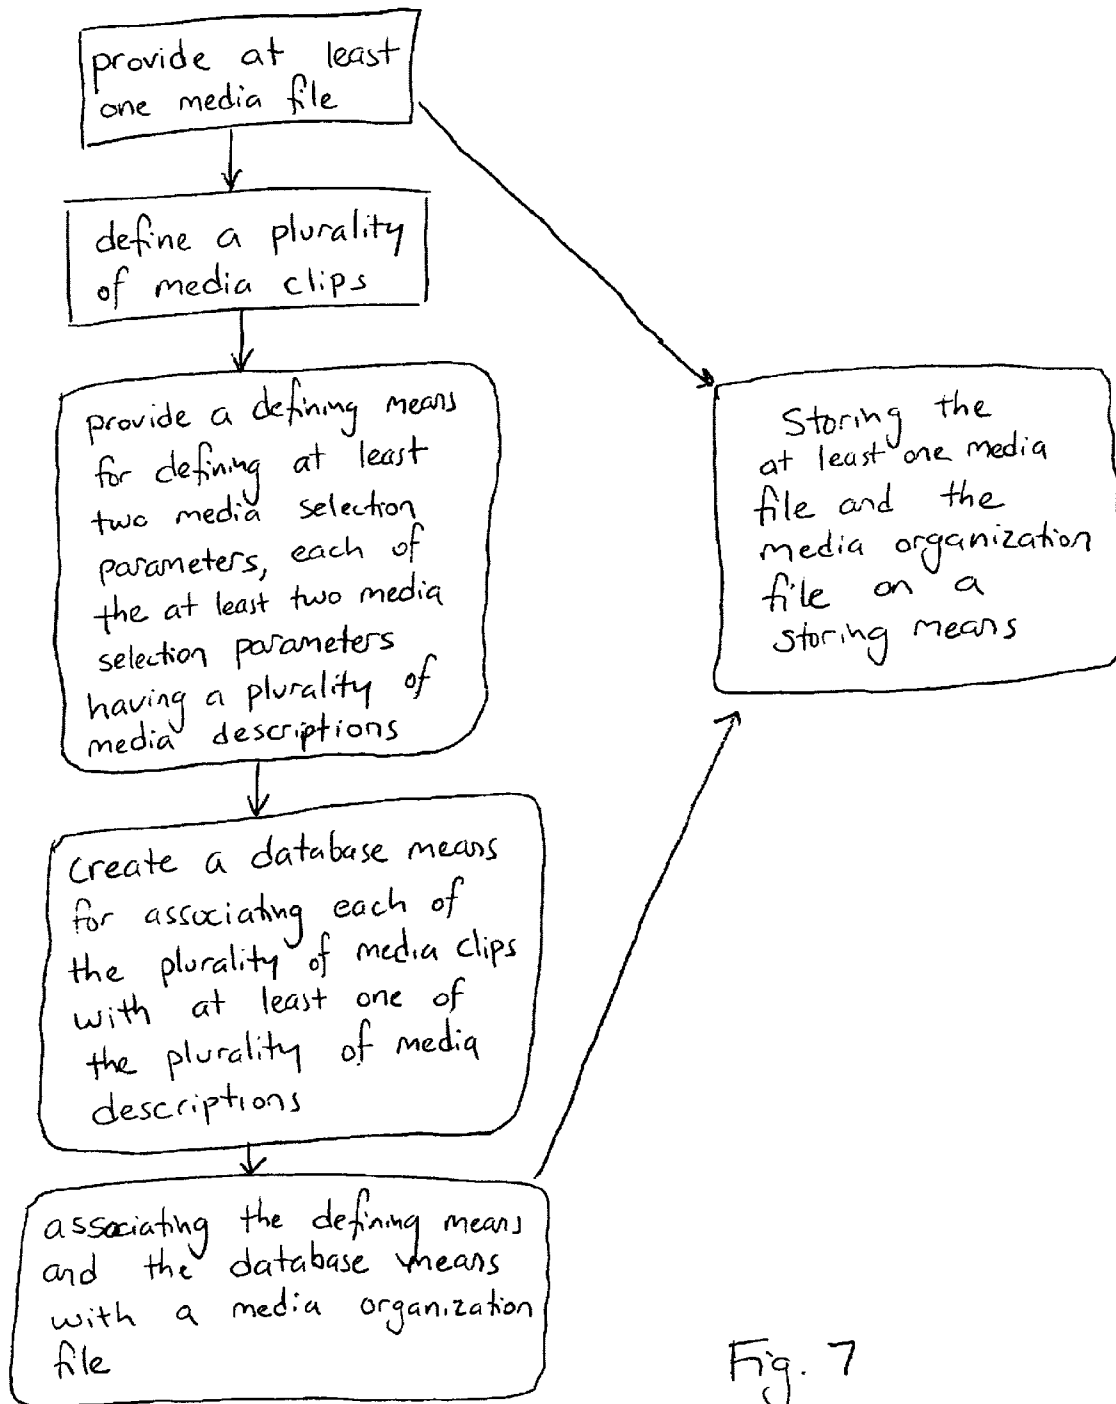 provide at least
one media file
define a plurality
of media clips
provide a defining means
for defining at least
two media selection
parameters, each of
the at least two media
selection parameters
having a plurality of
media descriptions
Create a database means
for associating each of
the plurality of media clips
with at least one of
the plurality of media
descriptions
associating the defining means
and the database means
with a media organization
file
Storing the
at least one media
file and the
media organization
file on a
storing means
Fig. 7